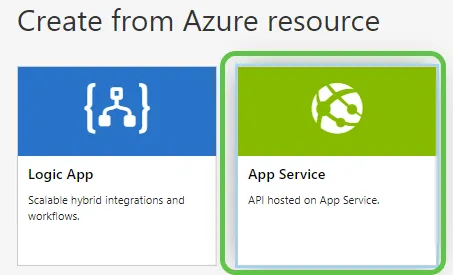 Create from Azure resource
Logic App
Scalable hybrid integrations and
workflows.
App Service
API hosted on App Service.